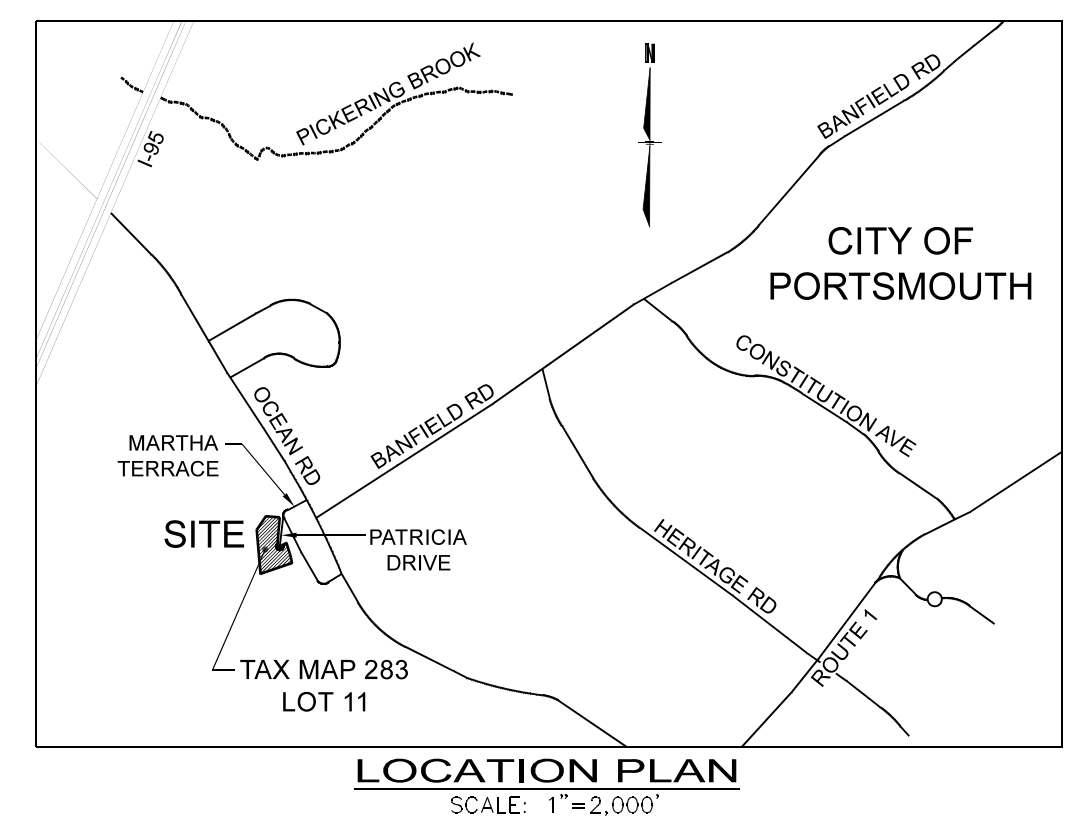 PICKERING BROOK
N
BANFIELD RD
I-95
CITY OF
PORTSMOUTH
CONSTITUTION AVE
OCEAN RD
BANFIELD RD
MARTHA
TERRACE
SITE
PATRICIA
DRIVE
HERITAGE RD
ROUTE 1
TAX MAP 283
LOT 11
LOCATION PLAN
SCALE: 1"=2,000'